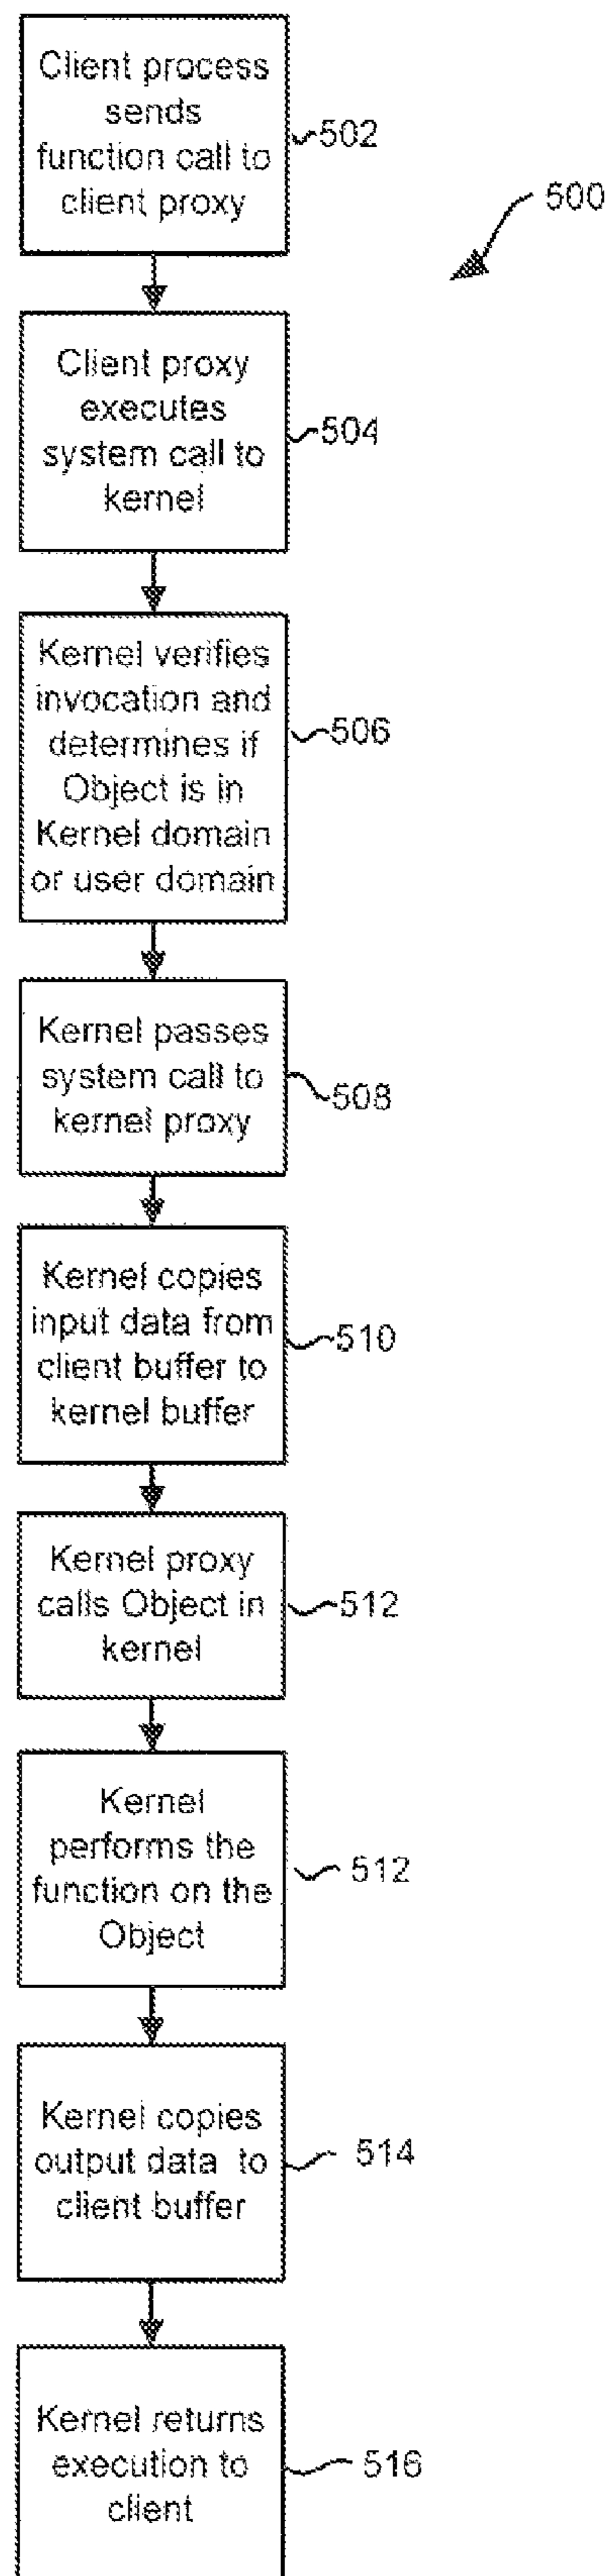 Client process
sends
function call to
client proxy
502
500
Client proxy
executes
system call to
kernel
504
Kernel verifies
invocation and
determines if
Object is in
Kernel domain
or user domain
506
Kernel passes
system call to
kernel proxy
508
Kernel copies
input data from
client buffer to
kernel buffer
510
Kernel proxy
calls Object in
kernel
512
Kernel
performs the
function on the
Object
512
Kernel copies
output data to
client buffer
514
Kernel returns
execution to
client
516